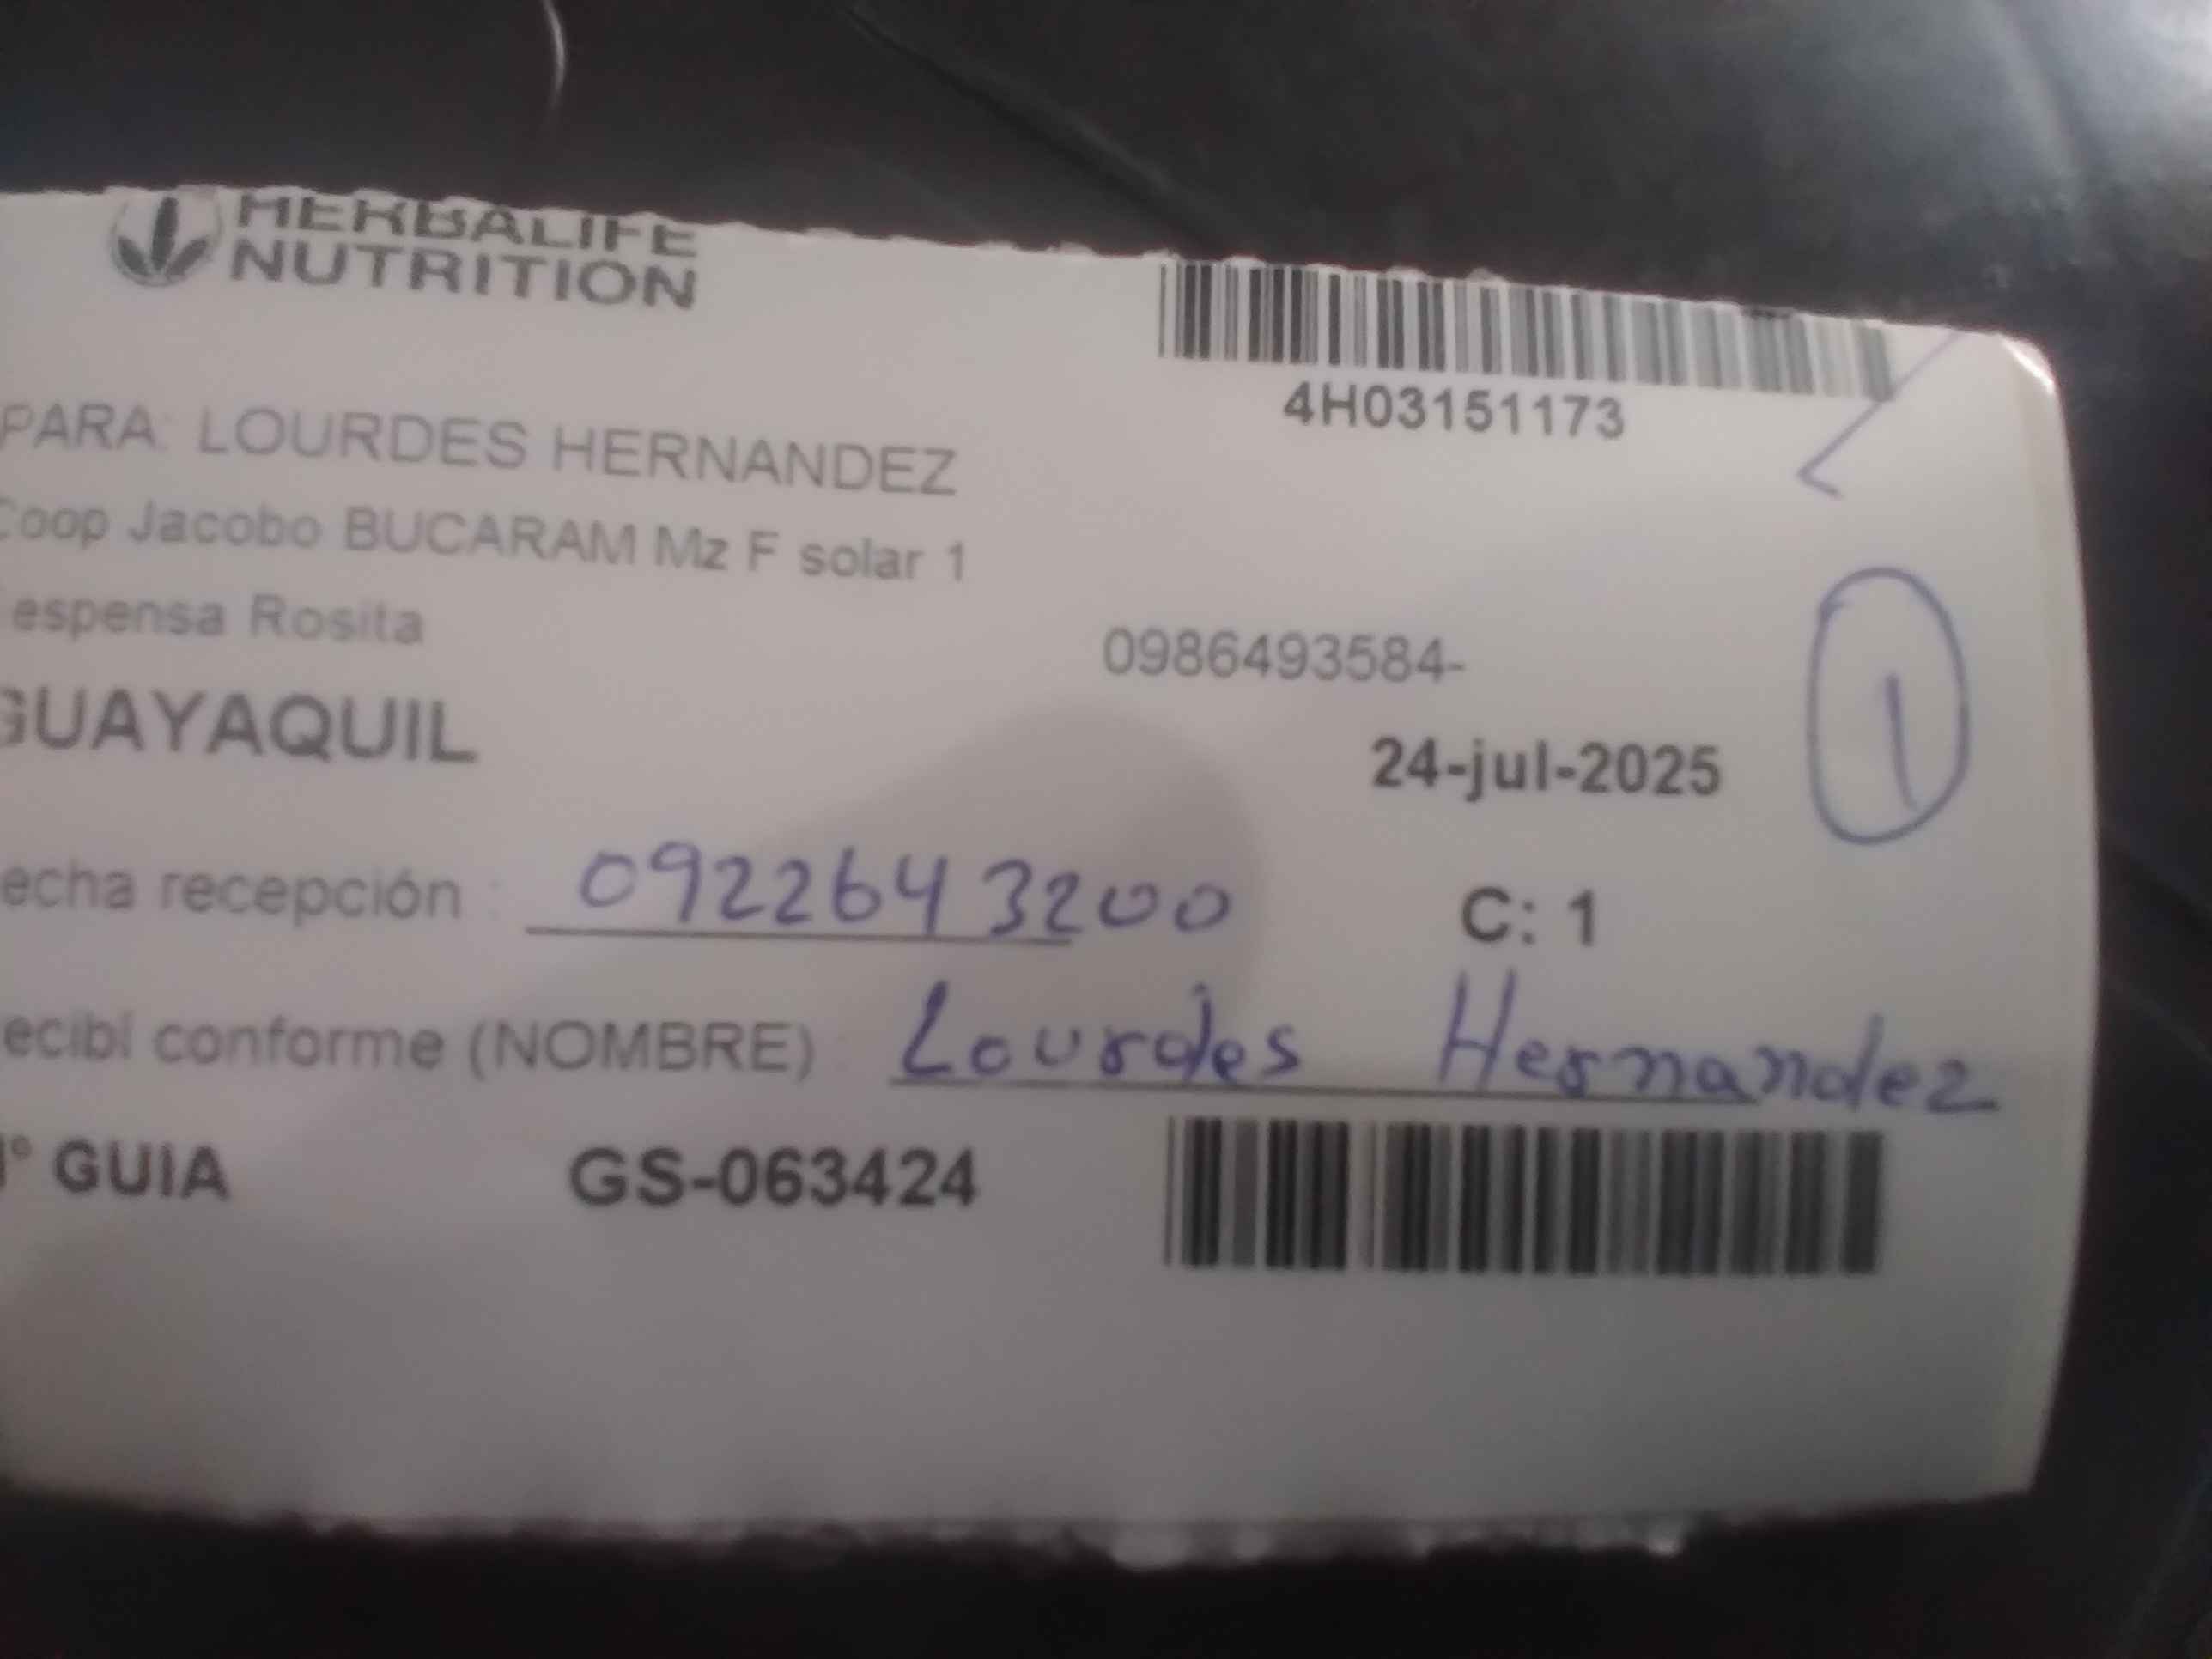 HERBALIFE
NUTRITION
4H03151173
PARA: LOURDES HERNANDEZ
Coop Jacobo BUCARAM Mz F solar 1
espensa Rosita
0986493584-
GUAYAQUIL
24-jul-2025
1
echa recepción : 0922643200
C: 1
ecibí conforme (NOMBRE) Lourdes Hernandez
N° GUIA GS-063424